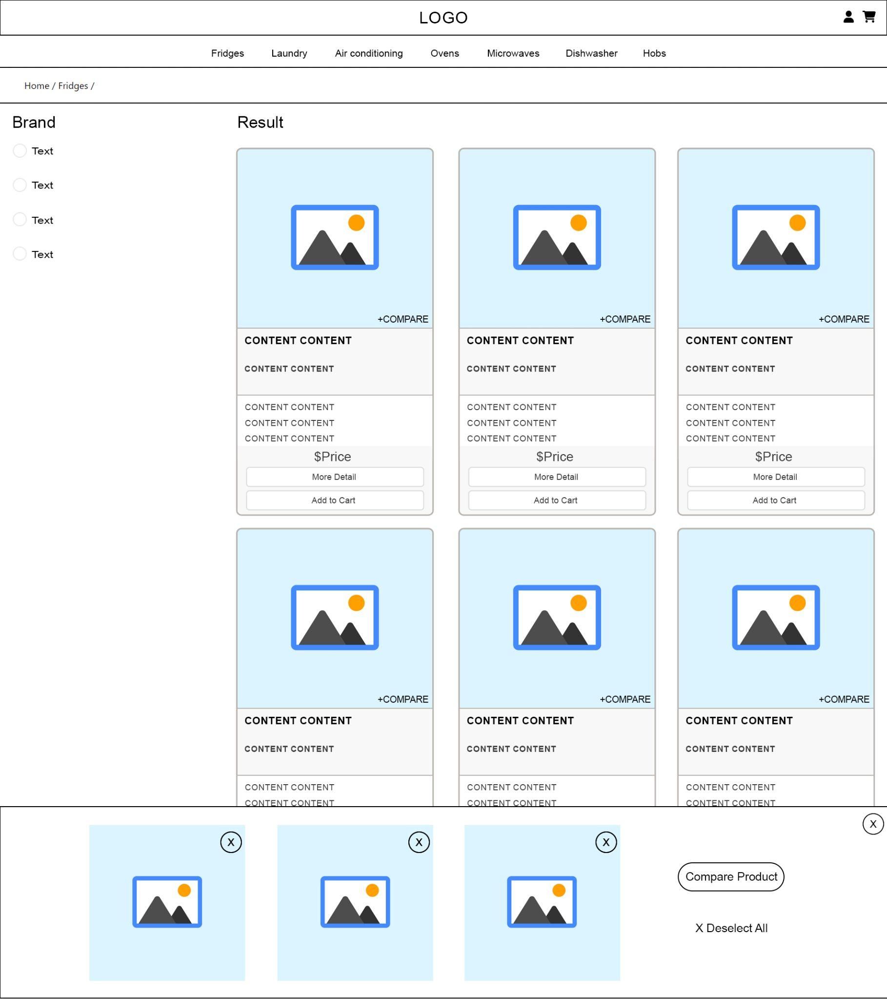 LOGO
Fridges Laundry Air conditioning Ovens Microwaves Dishwasher Hobs
Home / Fridges /
Brand
Text
Text
Text
Text
Result
+COMPARE +COMPARE +COMPARE
CONTENT CONTENT CONTENT CONTENT CONTENT CONTENT
CONTENT CONTENT CONTENT CONTENT CONTENT CONTENT
CONTENT CONTENT CONTENT CONTENT CONTENT CONTENT
CONTENT CONTENT CONTENT CONTENT CONTENT CONTENT
CONTENT CONTENT CONTENT CONTENT CONTENT CONTENT
$Price $Price $Price
More Detail More Detail More Detail
Add to Cart Add to Cart Add to Cart
+COMPARE +COMPARE +COMPARE
CONTENT CONTENT CONTENT CONTENT CONTENT CONTENT
CONTENT CONTENT CONTENT CONTENT CONTENT CONTENT
CONTENT CONTENT CONTENT CONTENT CONTENT CONTENT
CONTENT CONTENT CONTENT CONTENT CONTENT CONTENT
X
X X X
Compare Product
X Deselect All